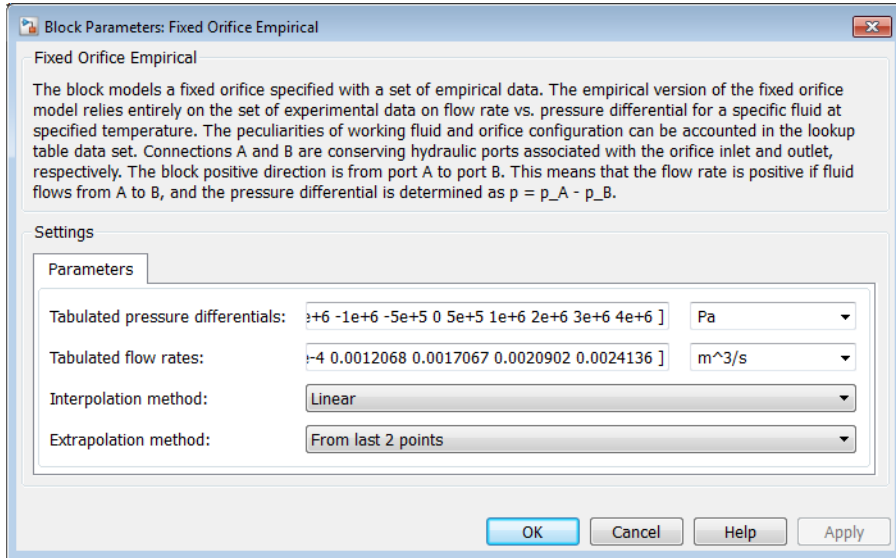 Block Parameters: Fixed Orifice Empirical
Fixed Orifice Empirical
The block models a fixed orifice specified with a set of empirical data. The empirical version of the fixed orifice
model relies entirely on the set of experimental data on flow rate vs. pressure differential for a specific fluid at
specified temperature. The peculiarities of working fluid and orifice configuration can be accounted in the lookup
table data set. Connections A and B are conserving hydraulic ports associated with the orifice inlet and outlet,
respectively. The block positive direction is from port A to port B. This means that the flow rate is positive if fluid
flows from A to B, and the pressure differential is determined as p = p_A - p_B.
Settings
Parameters
Tabulated pressure differentials: e+6 -1e+6 -5e+5 0 5e+5 1e+6 2e+6 3e+6 4e+6 ] Pa
Tabulated flow rates: e-4 0.0012068 0.0017067 0.0020902 0.0024136 ] m^3/s
Interpolation method: Linear
Extrapolation method: From last 2 points
OK Cancel Help Apply